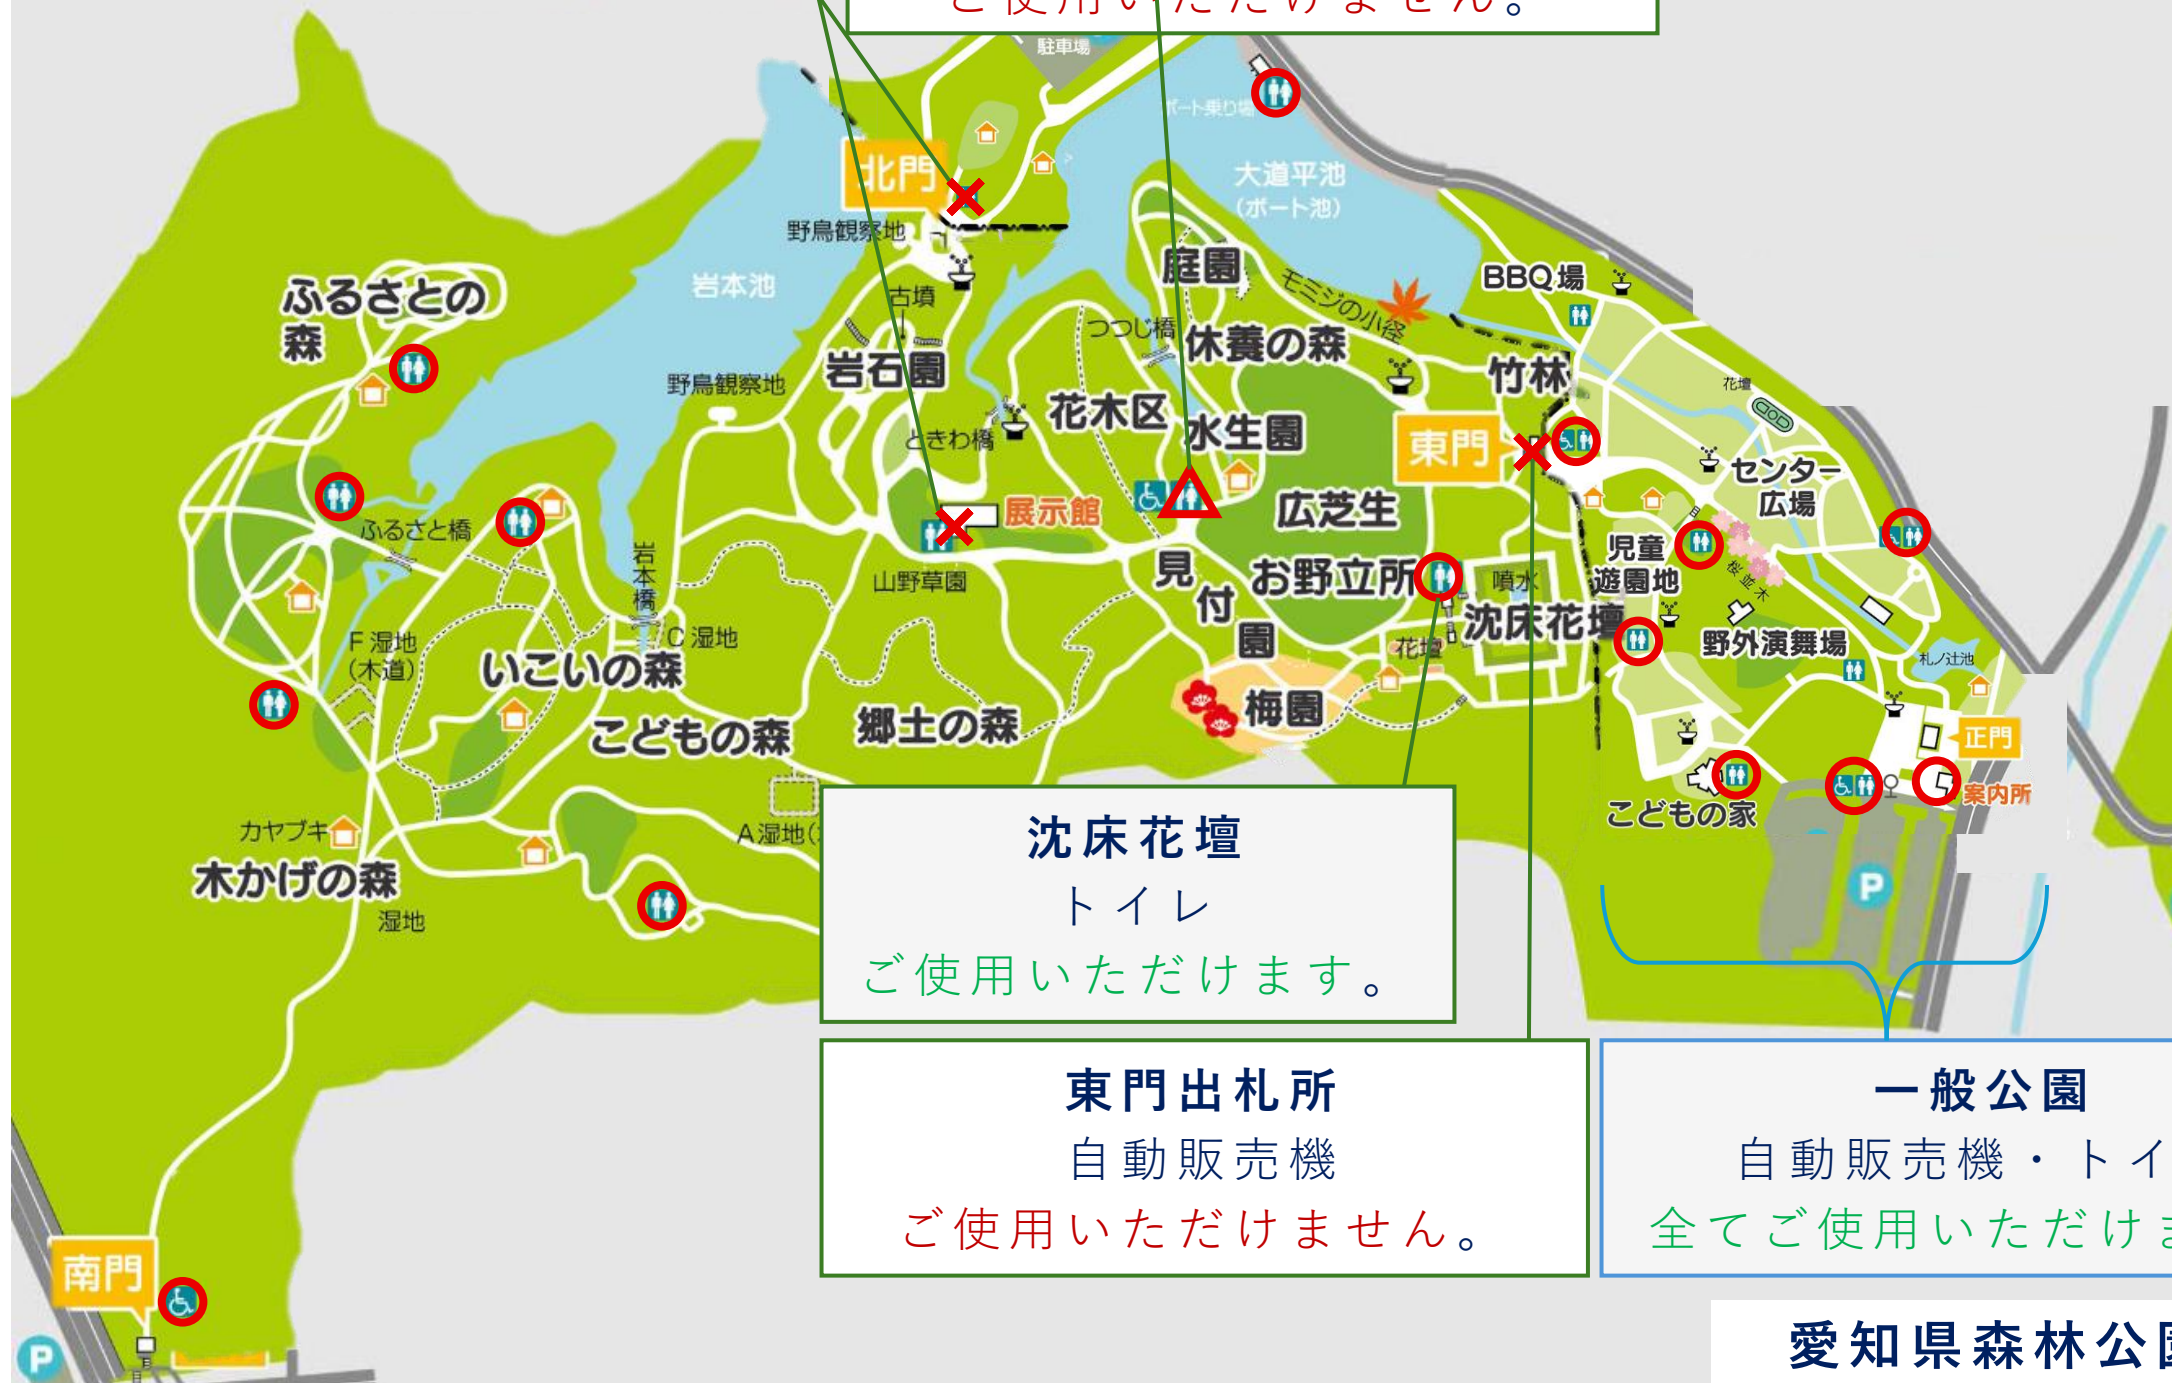 ご使用いただけません。
駐車場
ボート乗り場
大道平池
(ボート池)
北門
野鳥観察地
岩本池
庭園
モミジの小径
BBQ場
ふるさとの
森
古墳
つつじ橋
休養の森
岩石園
野鳥観察地
竹林
花壇
花木区
水生園
ときわ橋
東門
センター
広場
展示館
広芝生
ふるさと橋
岩本橋
山野草園
見付園
お野立所
噴水
児童
遊園地
桜並木
沈床花壇
F 湿地
(木道)
C 湿地
花壇
野外演舞場
札ノ辻池
いこいの森
こどもの森
郷土の森
梅園
正門
案内所
カヤブキ
A 湿地(
こどもの家
木かげの森
湿地
P
沈床花壇
トイレ
ご使用いただけます。
東門出札所
自動販売機
ご使用いただけません。
一般公園
自動販売機・トイ
全てご使用いただけま
南門
P
愛知県森林公園